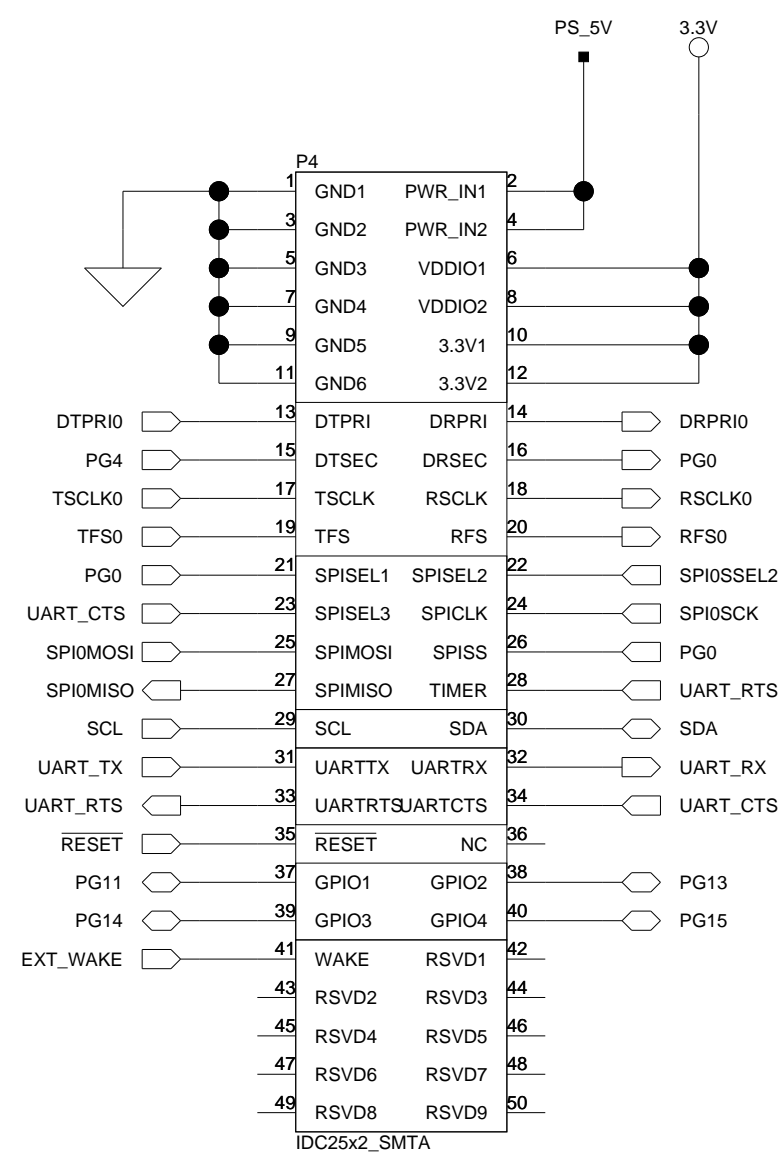 PS_5V 3.3V
P4
1 GND1 PWR_IN1 2
3 GND2 PWR_IN2 4
5 GND3 VDDIO1 6
7 GND4 VDDIO2 8
9 GND5 3.3V1 10
11 GND6 3.3V2 12
DTPRI0 13 DTPRI DRPRI 14 DRPRI0
PG4 15 DTSEC DRSEC 16 PG0
TSCLK0 17 TSCLK RSCLK 18 RSCLK0
TFS0 19 TFS RFS 20 RFS0
PG0 21 SPISEL1 SPISEL2 22 SPI0SSEL2
UART_CTS 23 SPISEL3 SPICLK 24 SPI0SCK
SPI0MOSI 25 SPIMOSI SPISS 26 PG0
SPI0MISO 27 SPIMISO TIMER 28 UART_RTS
SCL 29 SCL SDA 30 SDA
UART_TX 31 UARTTX UARTRX 32 UART_RX
UART_RTS 33 UARTRTS UARTCTS 34 UART_CTS
RESET 35 RESET NC 36
PG11 37 GPIO1 GPIO2 38 PG13
PG14 39 GPIO3 GPIO4 40 PG15
EXT_WAKE 41 WAKE RSVD1 42
43 RSVD2 RSVD3 44
45 RSVD4 RSVD5 46
47 RSVD6 RSVD7 48
49 RSVD8 RSVD9 50
IDC25x2_SMTA